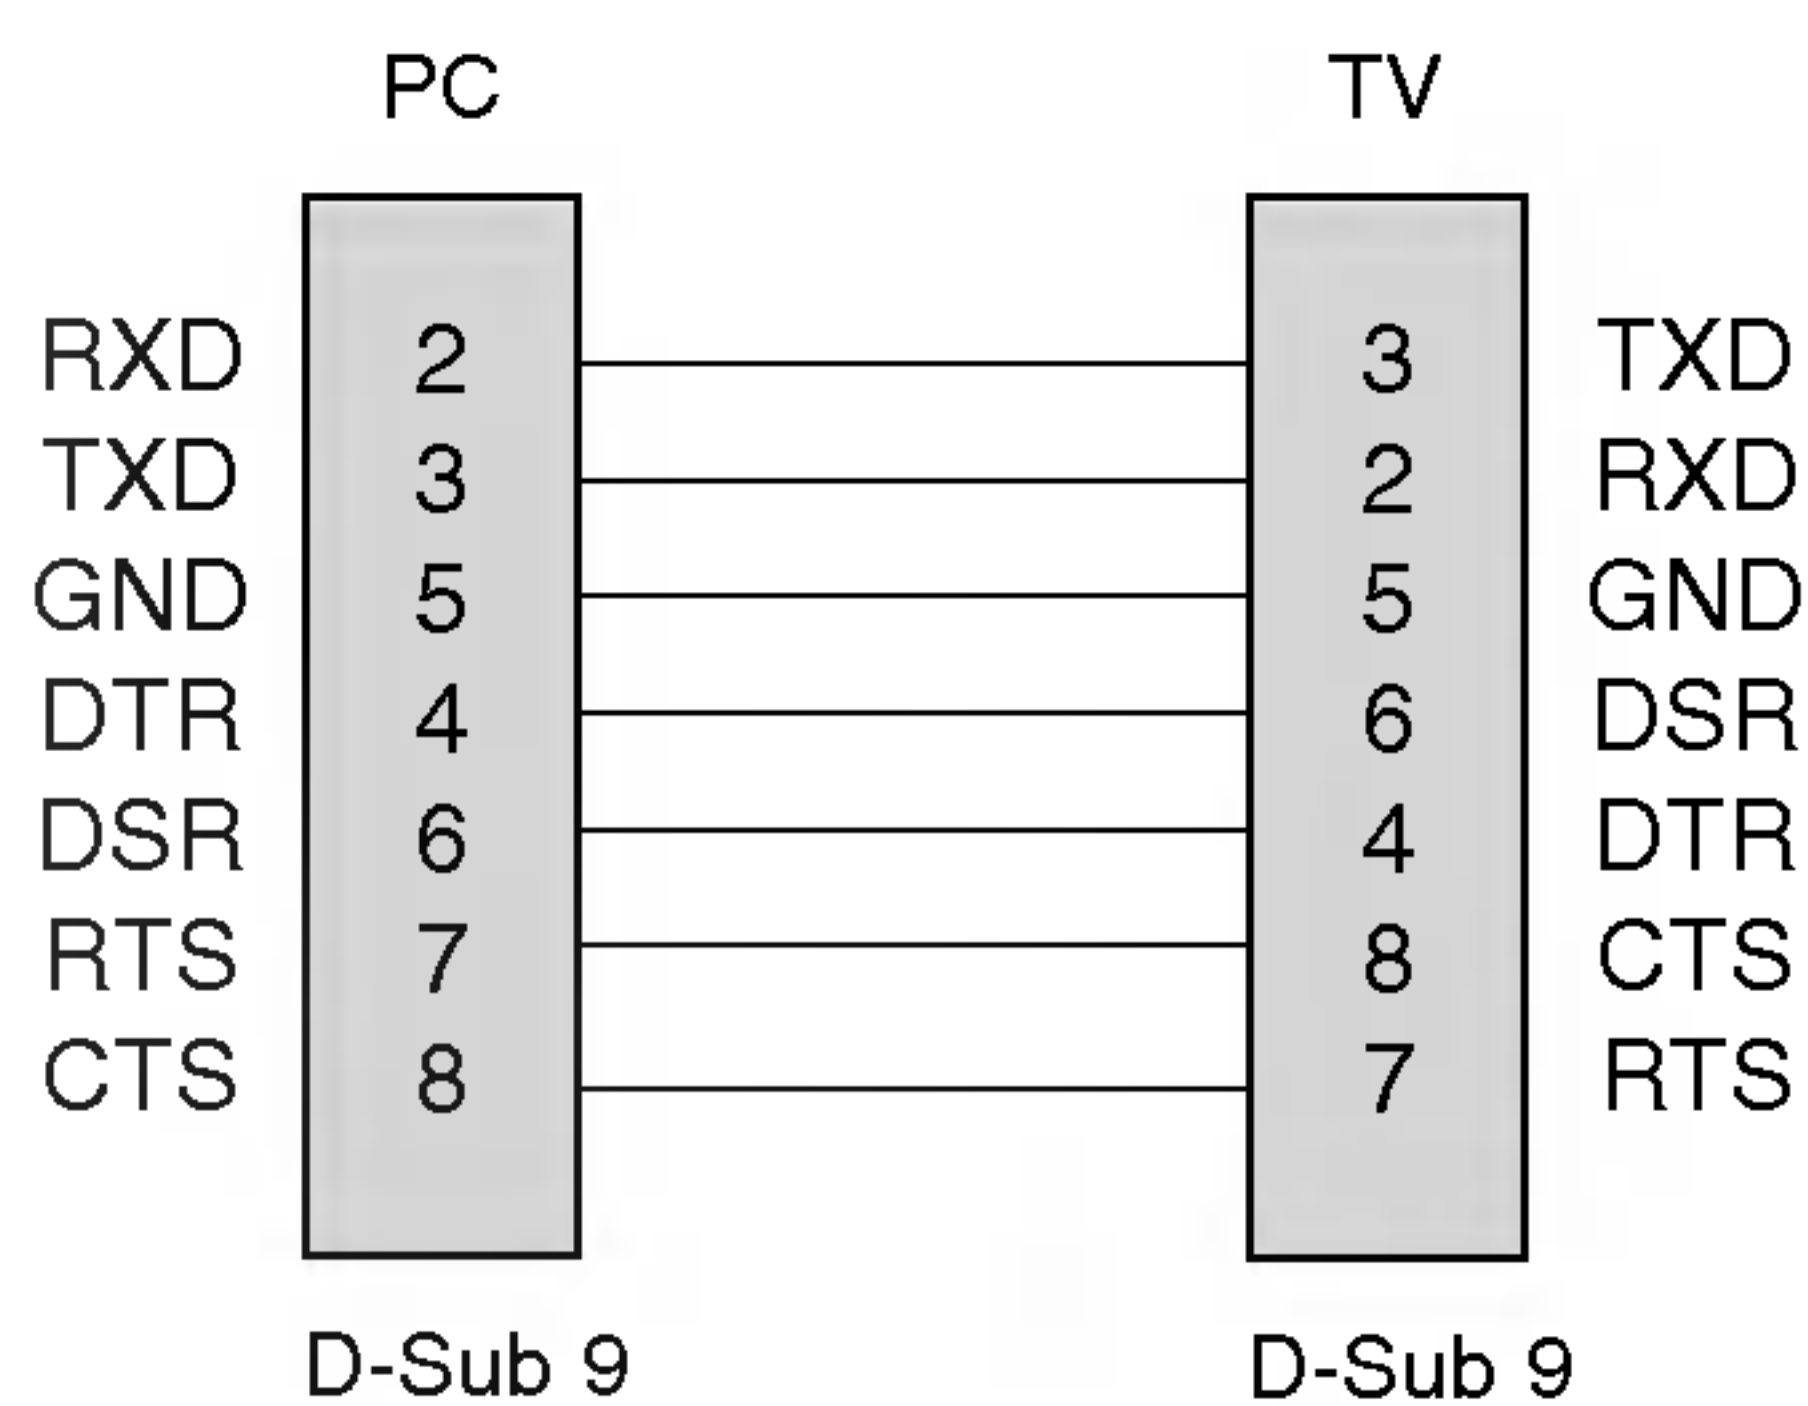 PC TV
RXD 2 3 TXD
TXD 3 2 RXD
GND 5 5 GND
DTR 4 6 DSR
DSR 6 4 DTR
RTS 7 8 CTS
CTS 8 7 RTS
D-Sub 9 D-Sub 9